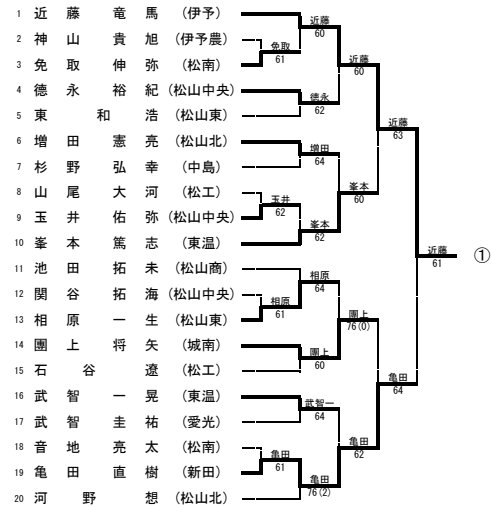 1 近藤 竜馬 (伊予)
2 神山 貴旭 (伊予農)
3 免取 伸弥 (松南)
4 德永 裕紀 (松山中央)
5 東 和浩 (松山東)
6 増田 憲亮 (松山北)
7 杉野 弘幸 (中島)
8 山尾 大河 (松工)
9 玉井 佑弥 (松山中央)
10 峯本 篤志 (東温)
11 池田 拓未 (松山商)
12 関谷 拓海 (松山中央)
13 相原 一生 (松山東)
14 團上 将矢 (城南)
15 石谷 遼 (松工)
16 武智 一晃 (東温)
17 武智 圭祐 (愛光)
18 音地 亮太 (松南)
19 亀田 直樹 (新田)
20 河野 想 (松山北)
免取
61
玉井
62
相原
61
亀田
61
近藤
60
德永
62
増田
64
峯本
62
相原
64
團上
60
武智一
64
亀田
76(2)
近藤
60
峯本
60
團上
76(0)
亀田
62
近藤
63
亀田
64
近藤
61
①